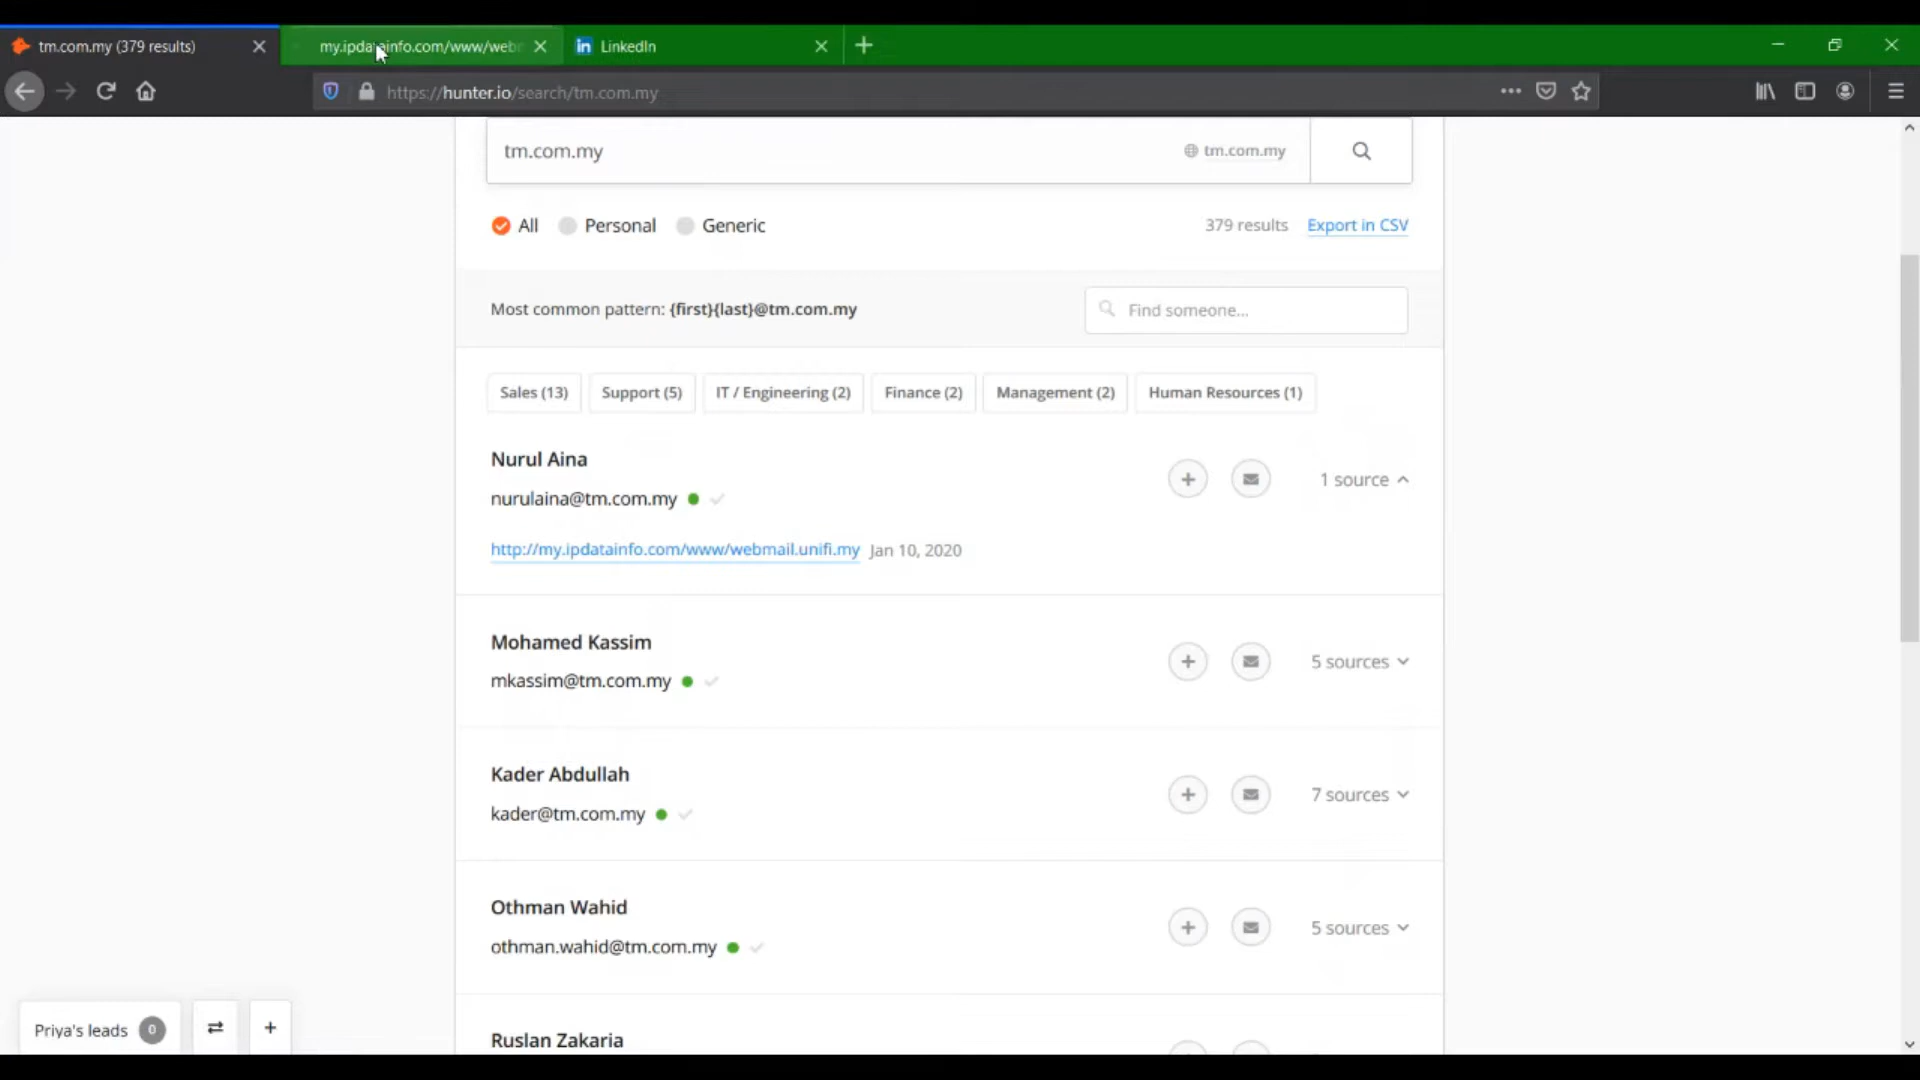 tm.com.my (379 results)
my.ipdatainfo.com/www/webm
LinkedIn
https://hunter.io/search/tm.com.my
tm.com.my
tm.com.my
All
Personal
Generic
379 results
Export in CSV
Most common pattern: {first}{last}@tm.com.my
Find someone...
Sales (13)
Support (5)
IT / Engineering (2)
Finance (2)
Management (2)
Human Resources (1)
Nurul Aina
nurulaina@tm.com.my
1 source
http://my.ipdatainfo.com/www/webmail.unifi.my Jan 10, 2020
Mohamed Kassim
mkassim@tm.com.my
5 sources
Kader Abdullah
kader@tm.com.my
7 sources
Othman Wahid
othman.wahid@tm.com.my
5 sources
Ruslan Zakaria
Priya's leads 0